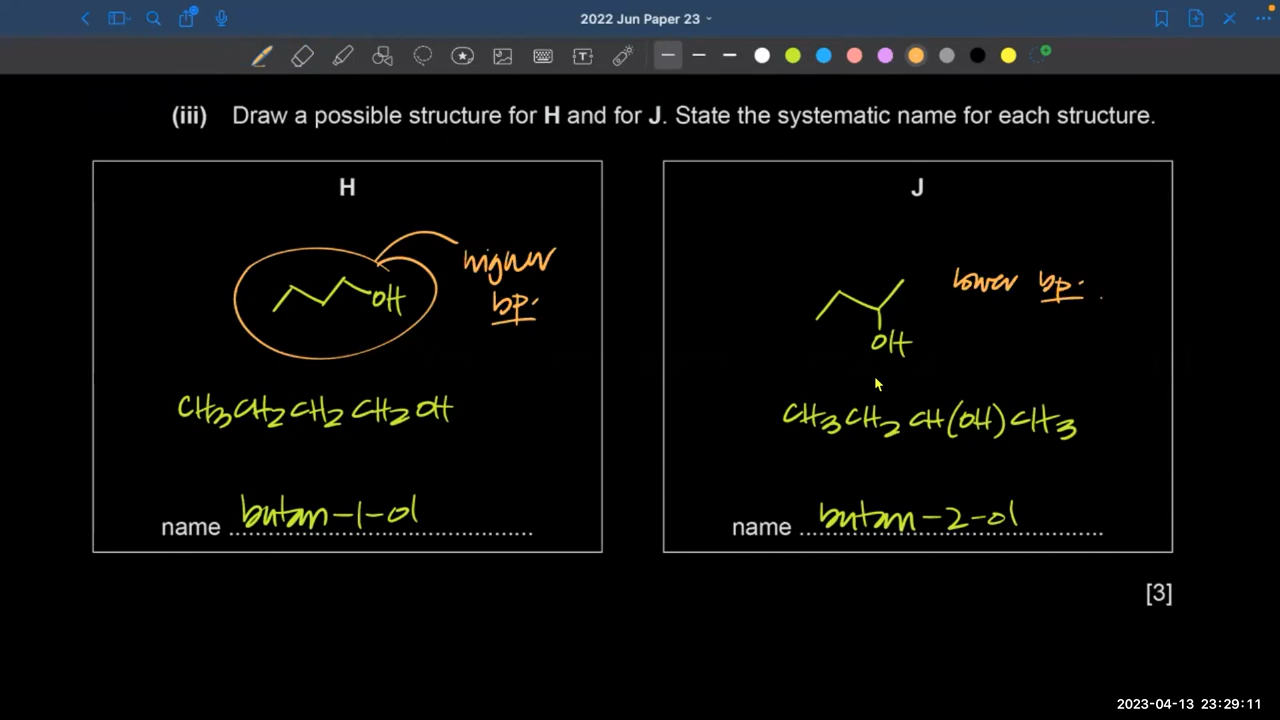 2022 Jun Paper 23
(iii) Draw a possible structure for H and for J. State the systematic name for each structure.
H
OH
higher
bp.
CH3CH2CH2CH2OH
name butan-1-ol
J
lower bp.
OH
CH3CH2CH(OH)CH3
name butan-2-ol
[3]
2023-04-13 23:29:11